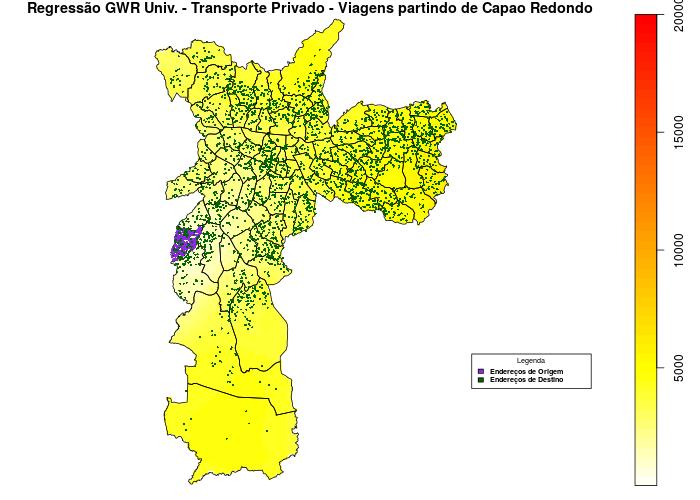 Regressão GWR Univ. - Transporte Privado - Viagens partindo de Capao Redondo
20000
15000
10000
5000
Legenda
Endereços de Origem
Endereços de Destino